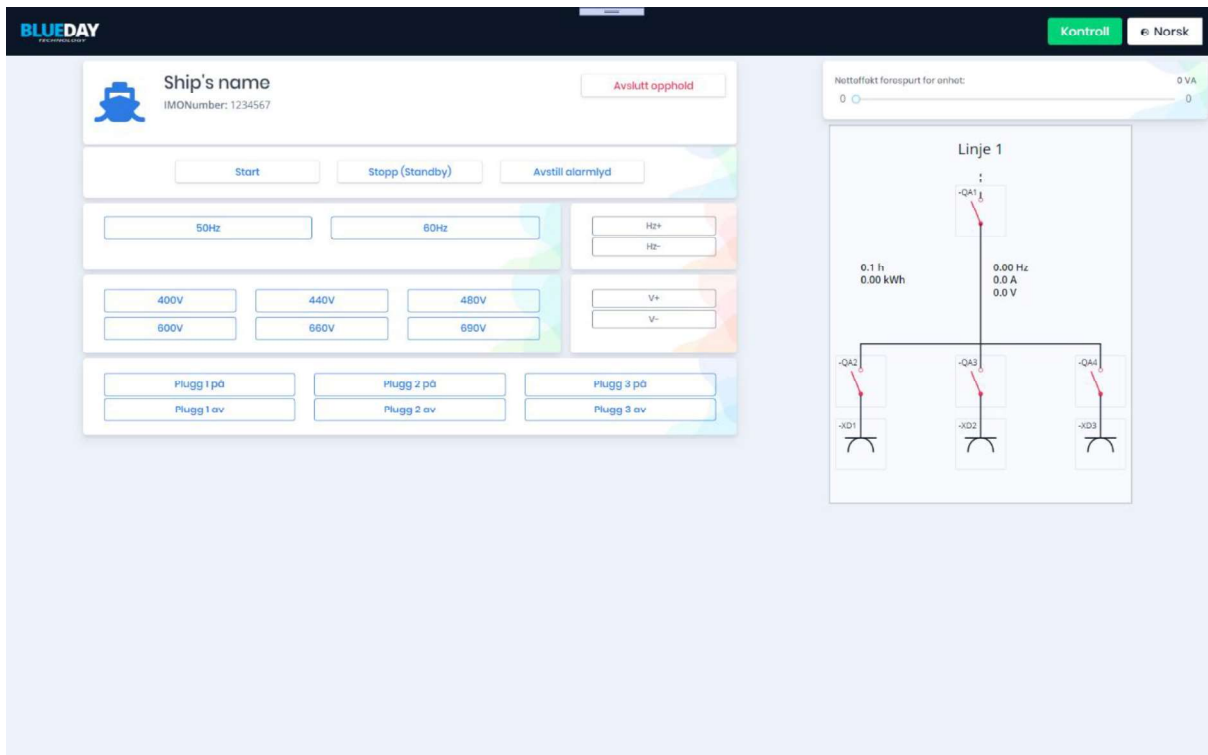 BLUEDAY
TECHNOLOGY
Kontroll
Norsk
Ship's name
IMONumber: 1234567
Avslutt opphold
Start
Stopp (Standby)
Avstill alarmlyd
50Hz
60Hz
Hz+
Hz-
400V
440V
480V
600V
660V
690V
V+
V-
Plugg 1 på
Plugg 2 på
Plugg 3 på
Plugg 1 av
Plugg 2 av
Plugg 3 av
Nettoffekt forespurt for enhet:
0 VA
0
0
Linje 1
-QA1
0.1 h
0.00 kWh
0.00 Hz
0.0 A
0.0 V
-QA2
-QA3
-QA4
-XD1
-XD2
-XD3